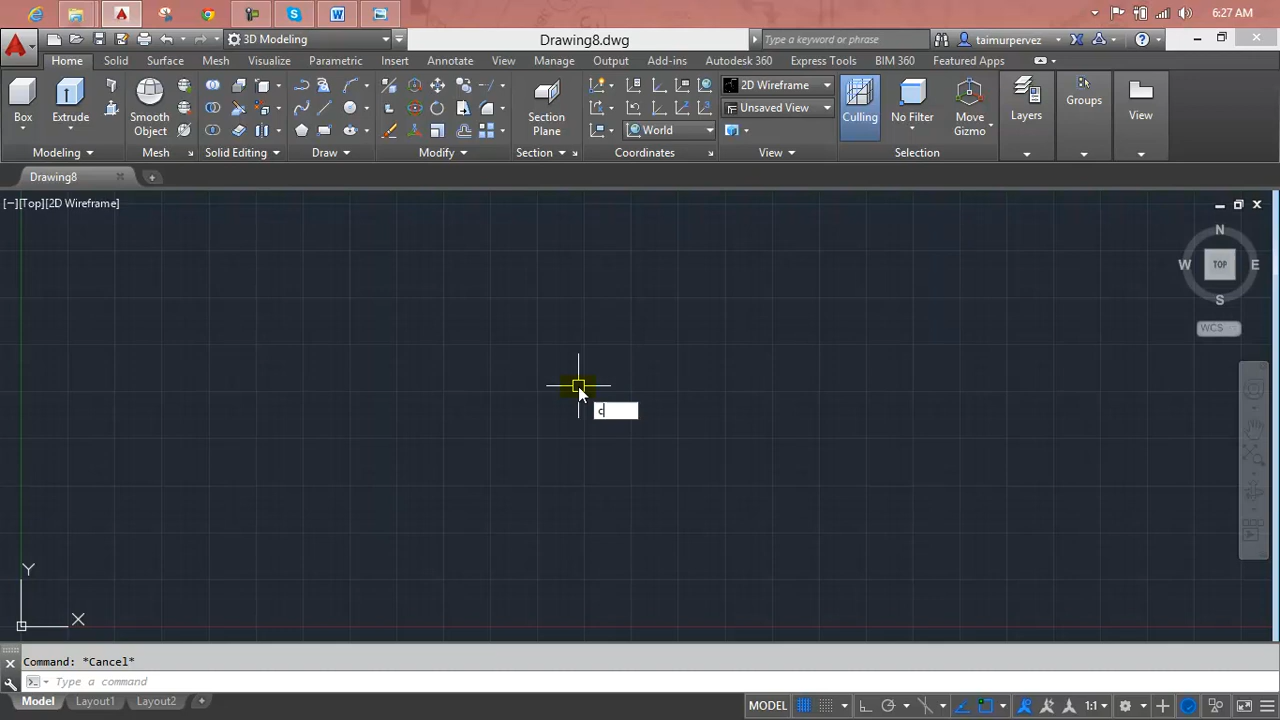 6:27 AM
3D Modeling
Drawing8.dwg
Type a keyword or phrase
taimurpervez
Home Solid Surface Mesh Visualize Parametric Insert Annotate View Manage Output Add-ins Autodesk 360 Express Tools BIM 360 Featured Apps
Box
Extrude
Smooth
Object
Section
Plane
World
2D Wireframe
Unsaved View
Culling
No Filter
Move
Gizmo
Groups
Layers
View
Modeling
Mesh
Solid Editing
Draw
Modify
Section
Coordinates
View
Selection
Drawing8
[−][Top][2D Wireframe]
N
W
TOP
E
S
WCS
c
Y
X
Command: *Cancel*
Type a command
Model Layout1 Layout2
MODEL
1:1